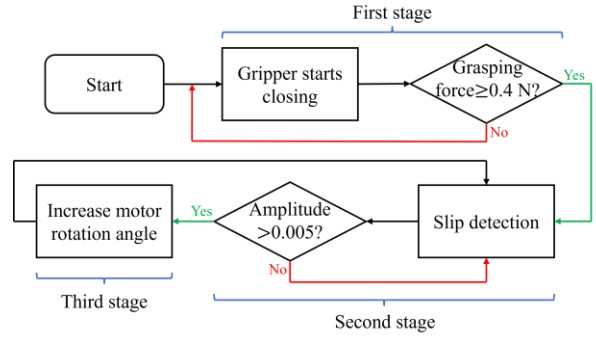 First stage
Start
Gripper starts
closing
Grasping
force≥0.4 N?
Yes
No
Increase motor
rotation angle
Yes
Amplitude
>0.005?
No
Slip detection
Third stage
Second stage